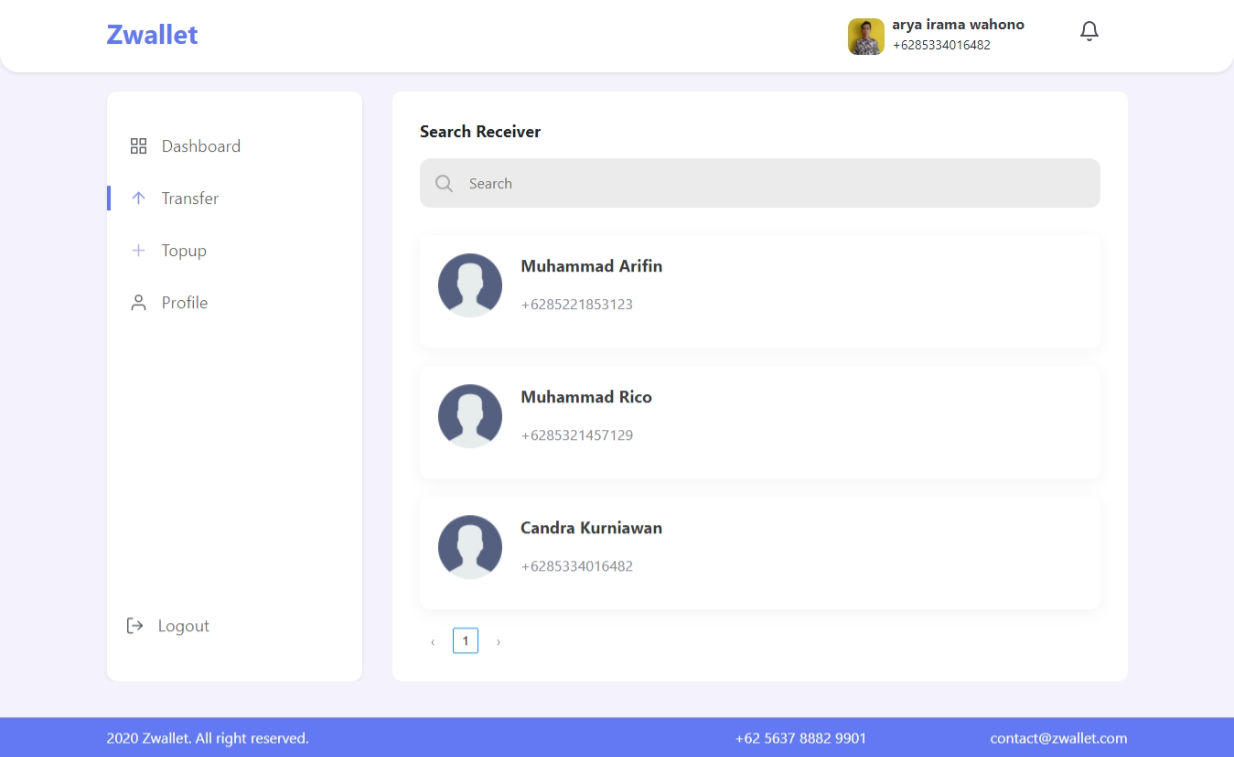 Zwallet
arya irama wahono
+6285334016482
Dashboard
Transfer
Topup
Profile
Logout
Search Receiver
Search
Muhammad Arifin
+6285221853123
Muhammad Rico
+6285321457129
Candra Kurniawan
+6285334016482
‹ 1 ›
2020 Zwallet. All right reserved.
+62 5637 8882 9901
contact@zwallet.com